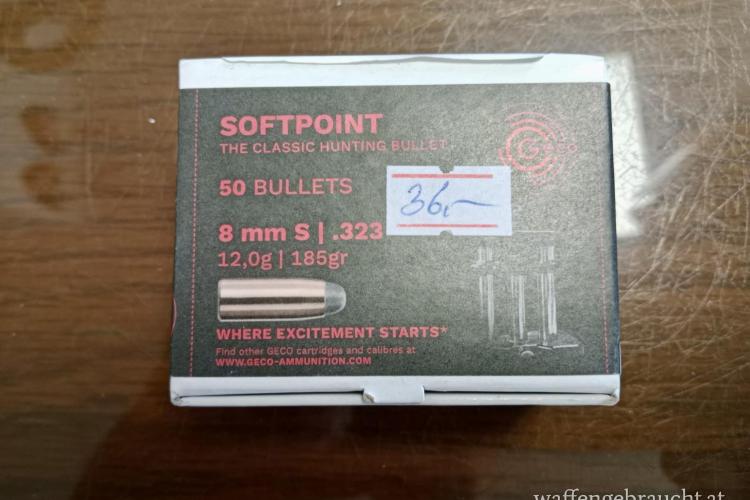 SOFTPOINT
THE CLASSIC HUNTING BULLET
GECO
50 BULLETS
36,-
8 mm S | .323
12,0g | 185gr
WHERE EXCITEMENT STARTS*
Find other GECO cartridges and calibres at
WWW.GECO-AMMUNITION.COM
waffengebraucht.at